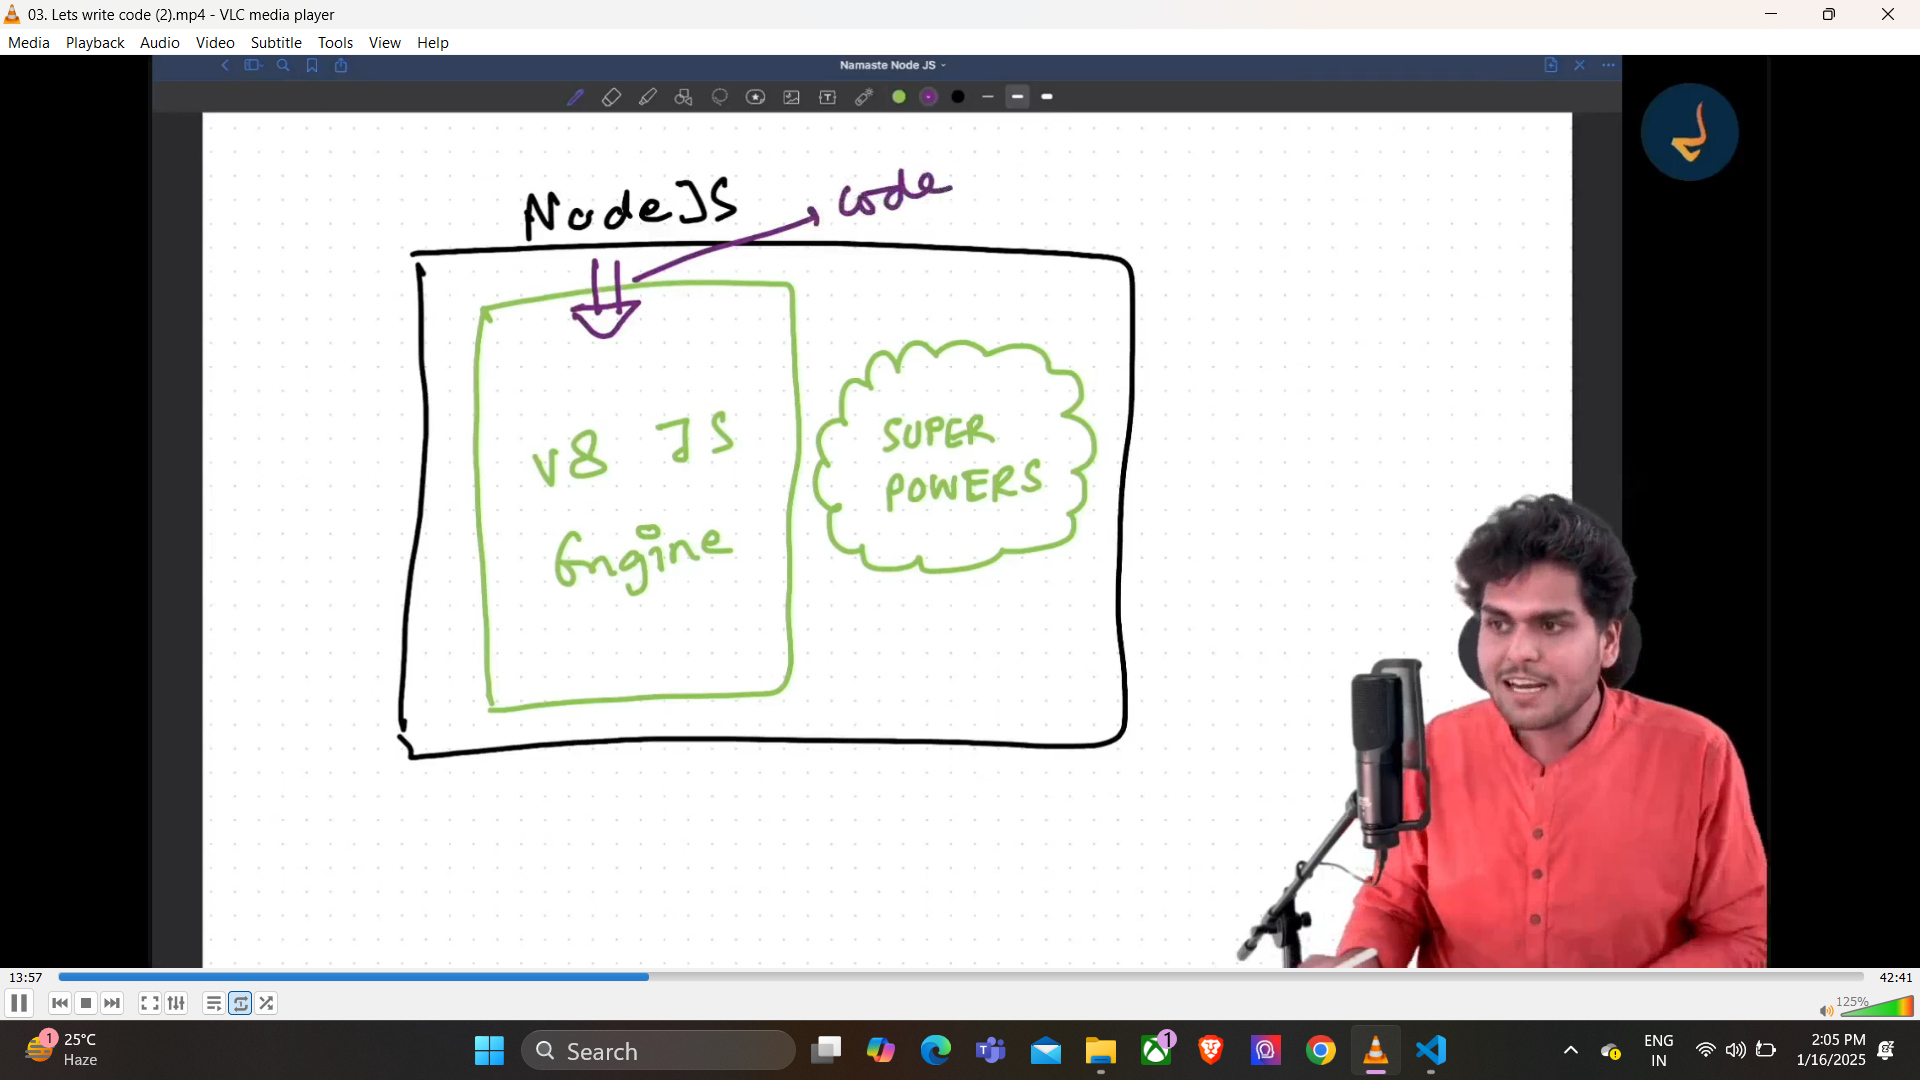 03. Lets write code (2).mp4 - VLC media player
Media Playback Audio Video Subtitle Tools View Help
Namaste Node JS
NodeJS
code
v8 JS
Engine
SUPER
POWERS
13:57
42:41
125%
1
25°C
Haze
Search
1
ENG
IN
2:05 PM
1/16/2025